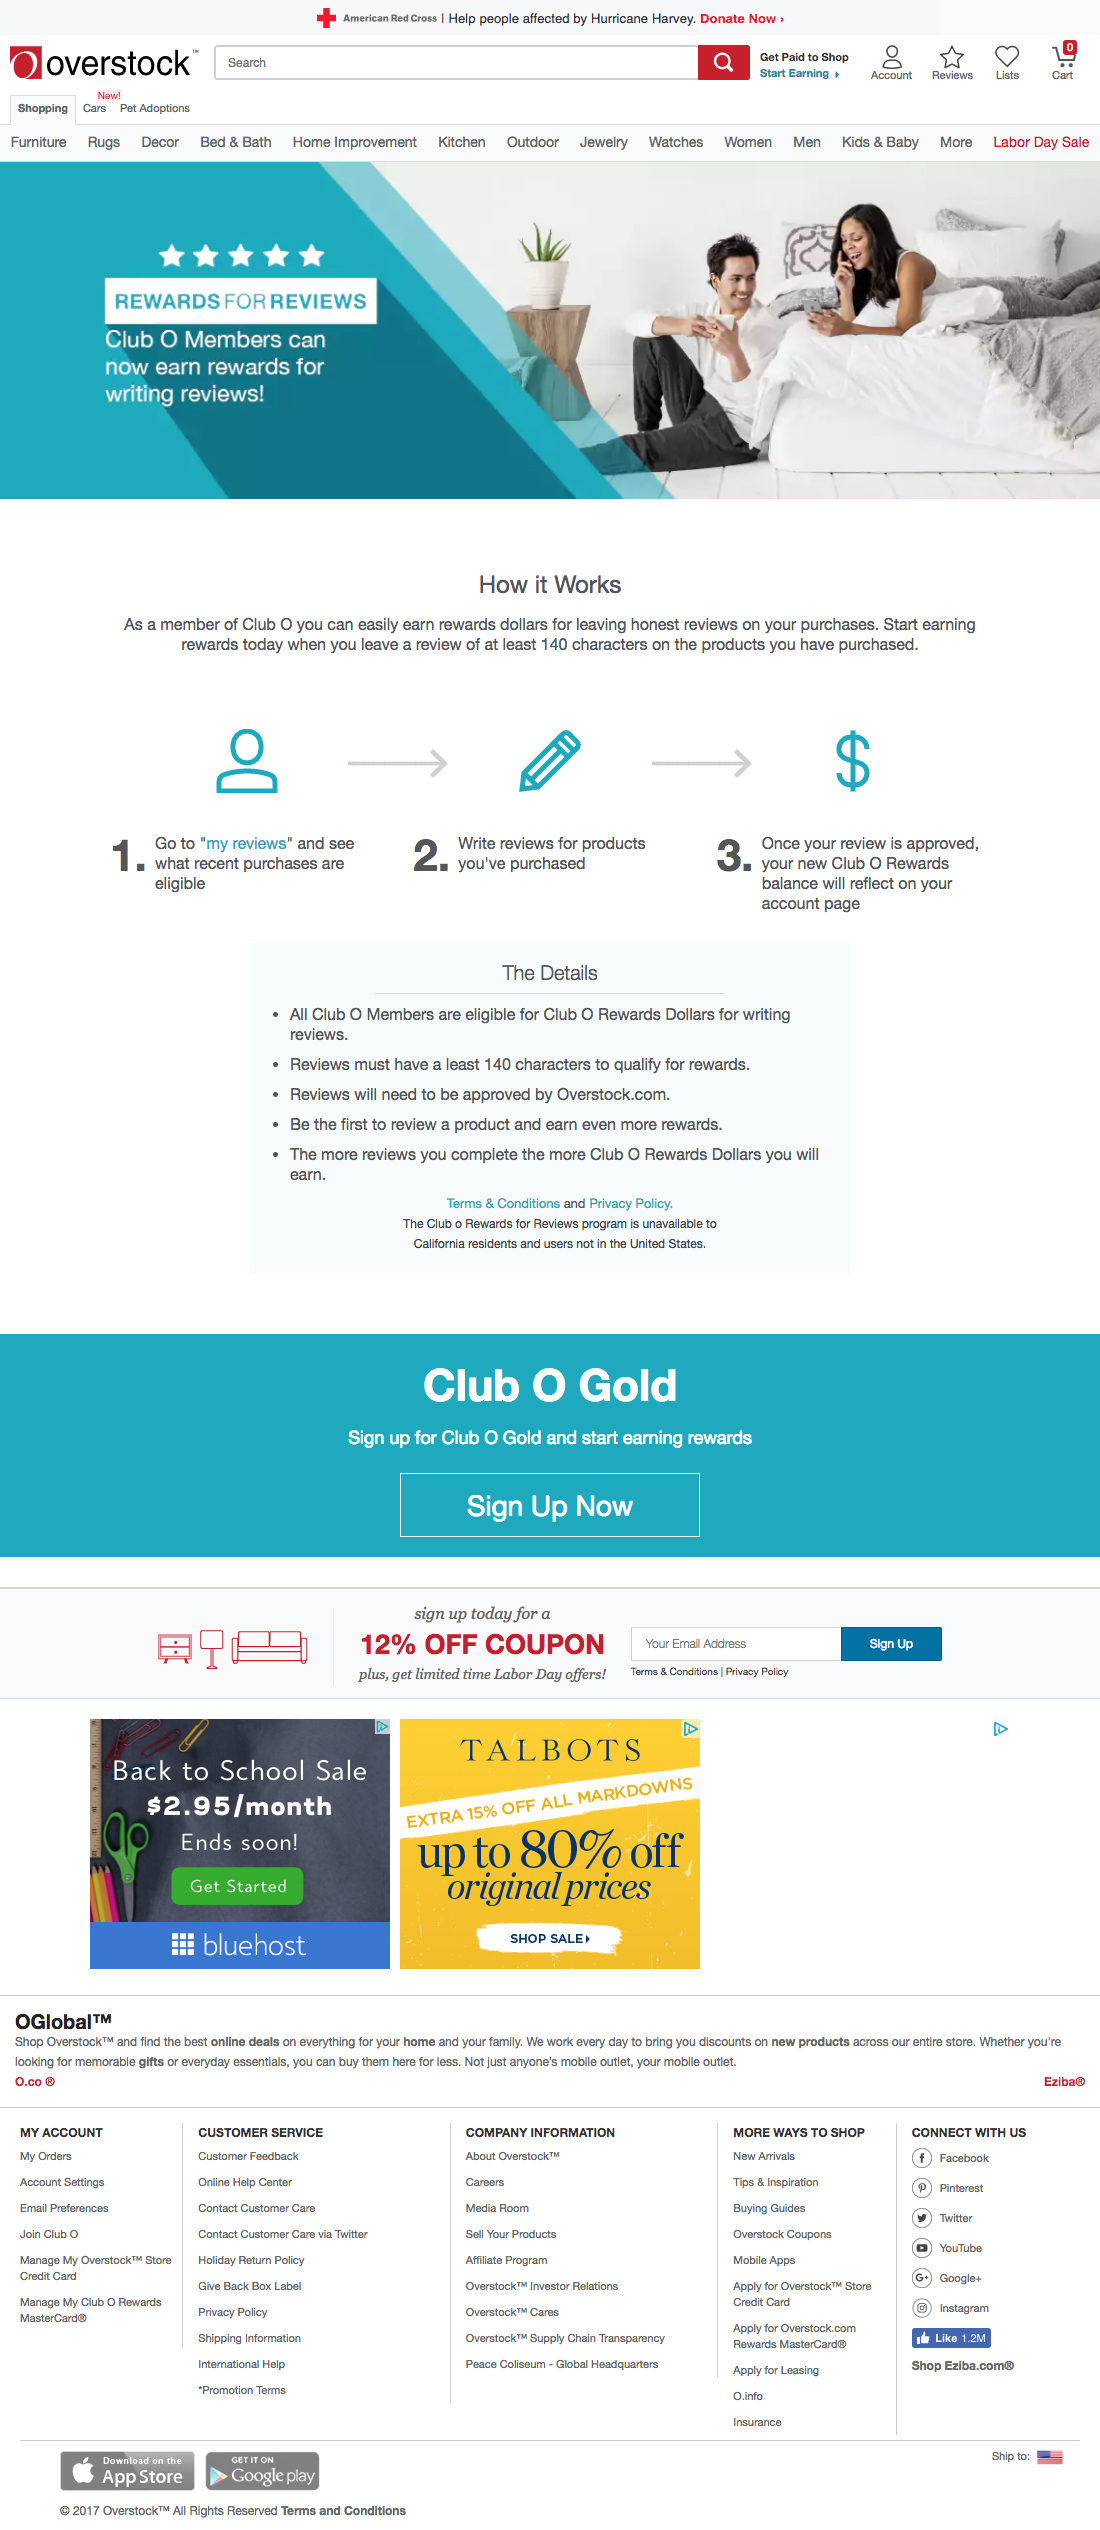 American Red Cross | Help people affected by Hurricane Harvey. Donate Now ›
overstock™
Search
Get Paid to Shop
Start Earning
Account
Reviews
Lists
0
Cart
Shopping
Cars
New!
Pet Adoptions
Furniture Rugs Decor Bed & Bath Home Improvement Kitchen Outdoor Jewelry Watches Women Men Kids & Baby More Labor Day Sale
REWARDS FOR REVIEWS
Club O Members can
now earn rewards for
writing reviews!
How it Works
As a member of Club O you can easily earn rewards dollars for leaving honest reviews on your purchases. Start earning
rewards today when you leave a review of at least 140 characters on the products you have purchased.
1. Go to "my reviews" and see
what recent purchases are
eligible
2. Write reviews for products
you've purchased
3. Once your review is approved,
your new Club O Rewards
balance will reflect on your
account page
The Details
• All Club O Members are eligible for Club O Rewards Dollars for writing
reviews.
• Reviews must have a least 140 characters to qualify for rewards.
• Reviews will need to be approved by Overstock.com.
• Be the first to review a product and earn even more rewards.
• The more reviews you complete the more Club O Rewards Dollars you will
earn.
Terms & Conditions and Privacy Policy.
The Club o Rewards for Reviews program is unavailable to
California residents and users not in the United States.
Club O Gold
Sign up for Club O Gold and start earning rewards
Sign Up Now
sign up today for a
12% OFF COUPON
plus, get limited time Labor Day offers!
Your Email Address
Sign Up
Terms & Conditions | Privacy Policy
Back to School Sale
$2.95/month
Ends soon!
Get Started
bluehost
TALBOTS
EXTRA 15% OFF ALL MARKDOWNS
up to 80% off
original prices
SHOP SALE
OGlobal™
Shop Overstock™ and find the best online deals on everything for your home and your family. We work every day to bring you discounts on new products across our entire store. Whether you're
looking for memorable gifts or everyday essentials, you can buy them here for less. Not just anyone's mobile outlet, your mobile outlet.
O.co ®
Eziba®
MY ACCOUNT
My Orders
Account Settings
Email Preferences
Join Club O
Manage My Overstock™ Store
Credit Card
Manage My Club O Rewards
MasterCard®
CUSTOMER SERVICE
Customer Feedback
Online Help Center
Contact Customer Care
Contact Customer Care via Twitter
Holiday Return Policy
Give Back Box Label
Privacy Policy
Shipping Information
International Help
*Promotion Terms
COMPANY INFORMATION
About Overstock™
Careers
Media Room
Sell Your Products
Affiliate Program
Overstock™ Investor Relations
Overstock™ Cares
Overstock™ Supply Chain Transparency
Peace Coliseum - Global Headquarters
MORE WAYS TO SHOP
New Arrivals
Tips & Inspiration
Buying Guides
Overstock Coupons
Mobile Apps
Apply for Overstock™ Store
Credit Card
Apply for Overstock.com
Rewards MasterCard®
Apply for Leasing
O.info
Insurance
CONNECT WITH US
Facebook
Pinterest
Twitter
YouTube
Google+
Instagram
Like 1.2M
Shop Eziba.com®
Download on the
App Store
GET IT ON
Google play
Ship to:
© 2017 Overstock™ All Rights Reserved Terms and Conditions